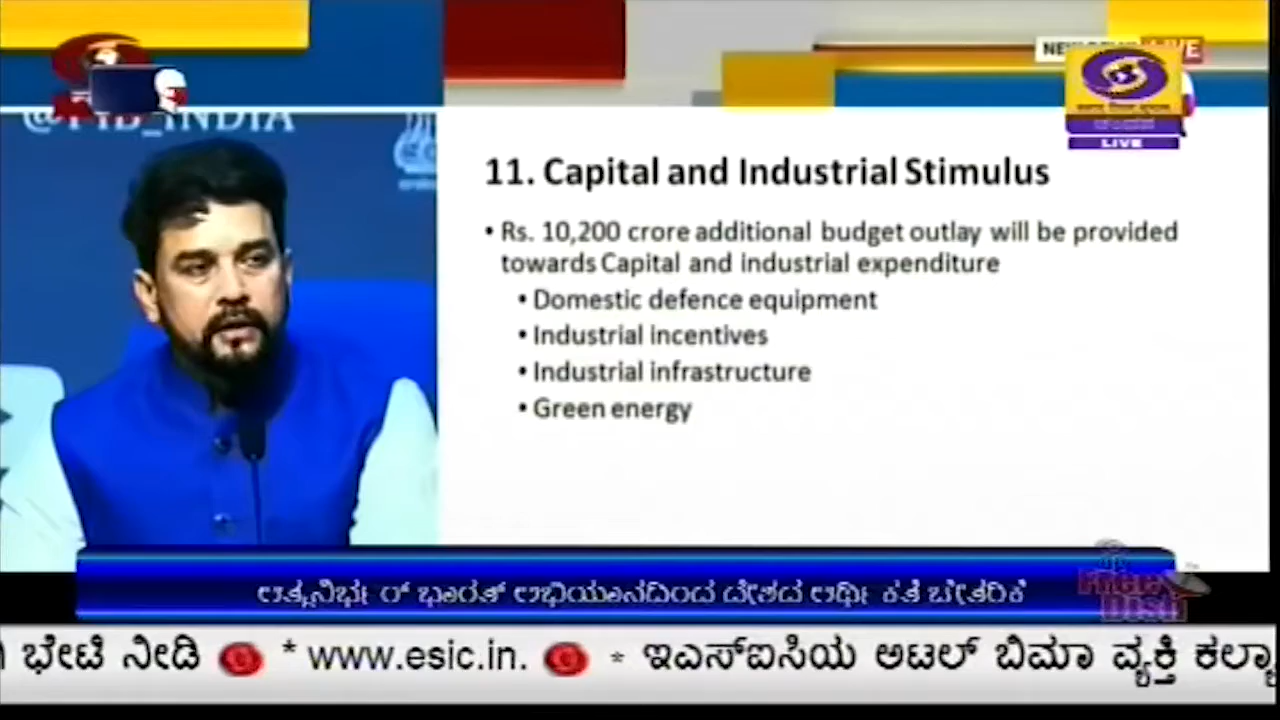 LIVE
@PIB_INDIA
LIVE
11. Capital and Industrial Stimulus
• Rs. 10,200 crore additional budget outlay will be provided
towards Capital and industrial expenditure
• Domestic defence equipment
• Industrial incentives
• Industrial infrastructure
• Green energy
ಭೇಟಿ ನೀಡಿ * www.esic.in. * ಇಎಸ್ಐಸಿಯ ಅಟಲ್ ಬಿಮಾ ವ್ಯಕ್ತಿ